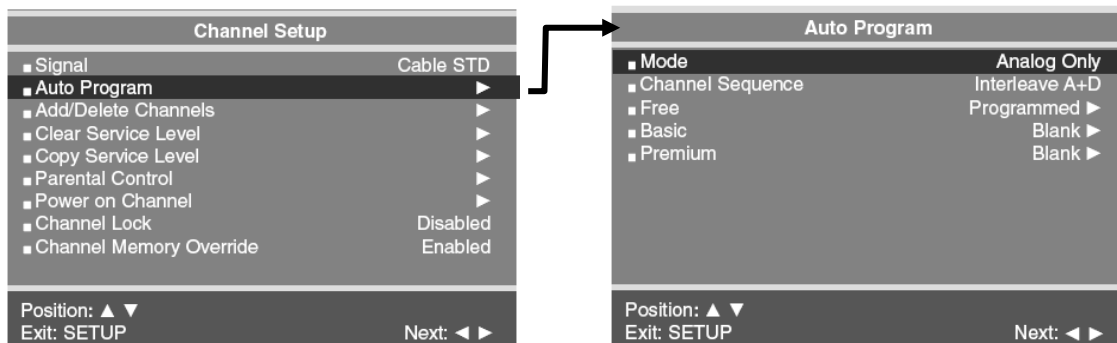 Channel Setup
■ Signal Cable STD
■ Auto Program ►
■ Add/Delete Channels ►
■ Clear Service Level ►
■ Copy Service Level ►
■ Parental Control ►
■ Power on Channel ►
■ Channel Lock Disabled
■ Channel Memory Override Enabled
Position: ▲ ▼
Exit: SETUP Next: ◄ ►
Auto Program
■ Mode Analog Only
■ Channel Sequence Interleave A+D
■ Free Programmed ►
■ Basic Blank ►
■ Premium Blank ►
Position: ▲ ▼
Exit: SETUP Next: ◄ ►